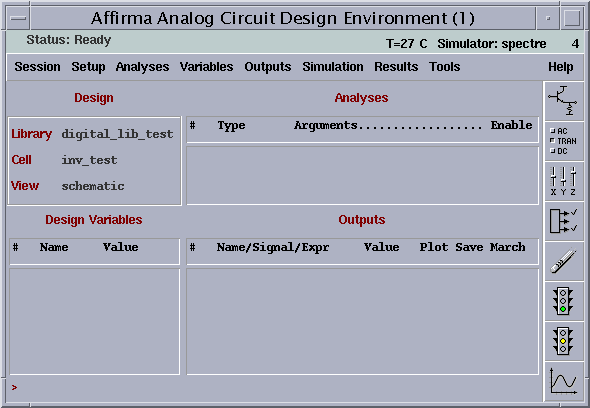 Affirma Analog Circuit Design Environment (1)
Status: Ready
T=27 C Simulator: spectre 4
Session Setup Analyses Variables Outputs Simulation Results Tools Help
Design
Library digital_lib_test
Cell inv_test
View schematic
Analyses
# Type Arguments.................. Enable
Design Variables
# Name Value
Outputs
# Name/Signal/Expr Value Plot Save March
>
AC
TRAN
DC
X Y Z